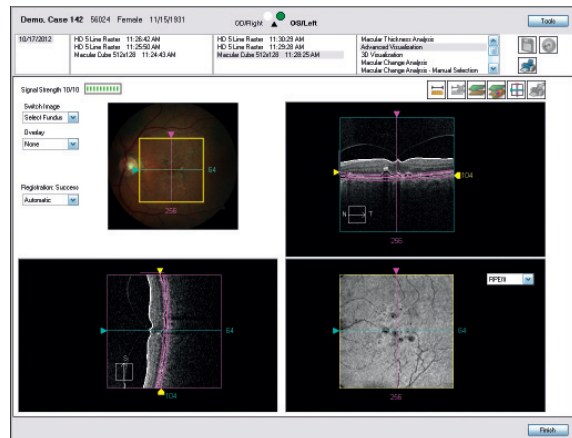 Demo, Case 142 56024 Female 11/15/1931
OD/Right OS/Left
Tools
10/17/2012
HD 5 Line Raster 11:26:42 AM
HD 5 Line Raster 11:25:50 AM
Macular Cube 512x128 11:24:43 AM
HD 5 Line Raster 11:30:29 AM
HD 5 Line Raster 11:29:28 AM
Macular Cube 512x128 11:28:25 AM
Macular Thickness Analysis
Advanced Visualization
3D Visualization
Macular Change Analysis
Macular Change Analysis - Manual Selection
Signal Strength 10/10
Switch Image
Select Fundus
Overlay
None
Registration: Success
Automatic
64
256
104
N T
256
64
S
104
RPEfit
64
256
Finish